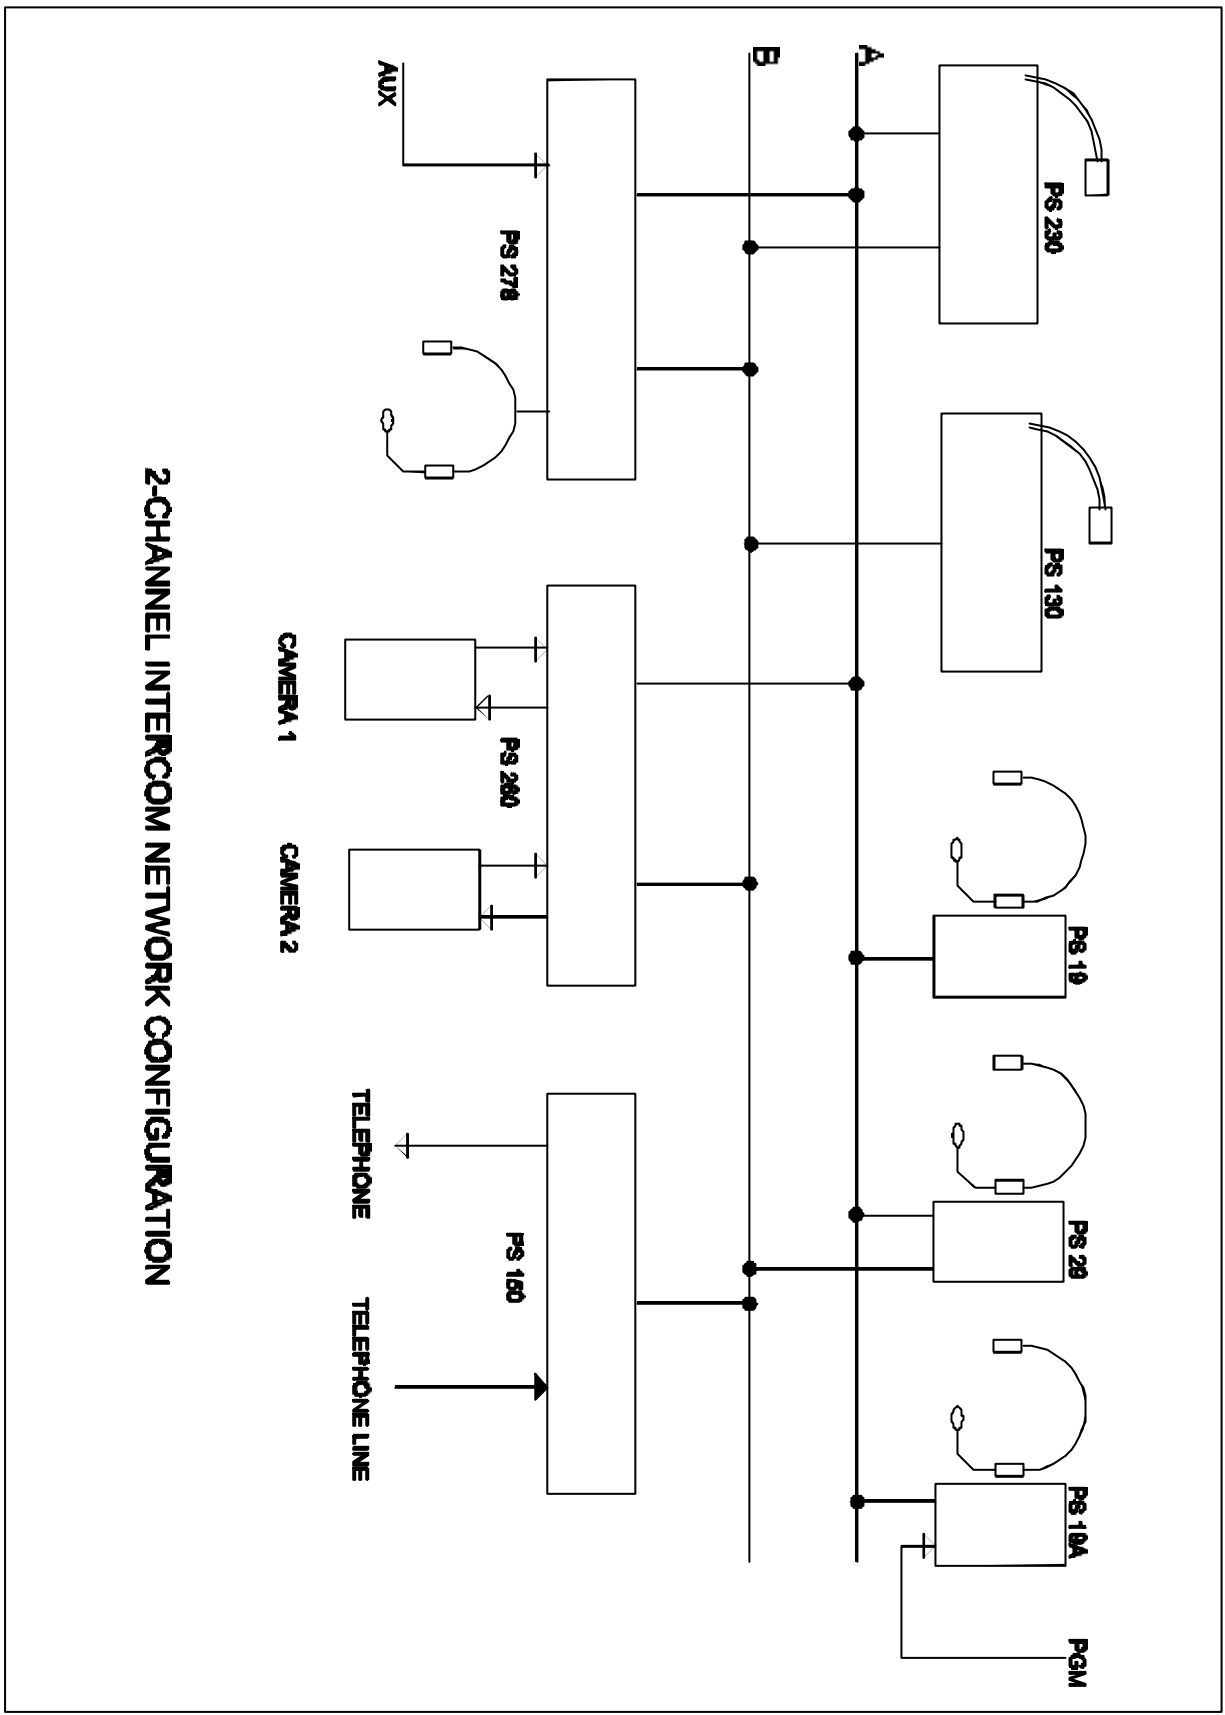 PS 230
PS 130
PS 19
PS 29
PS 19A
PGM
A
B
AUX
PS 278
PS 260
PS 150
CAMERA 1
CAMERA 2
TELEPHONE
TELEPHONE LINE
2-CHANNEL INTERCOM NETWORK CONFIGURATION